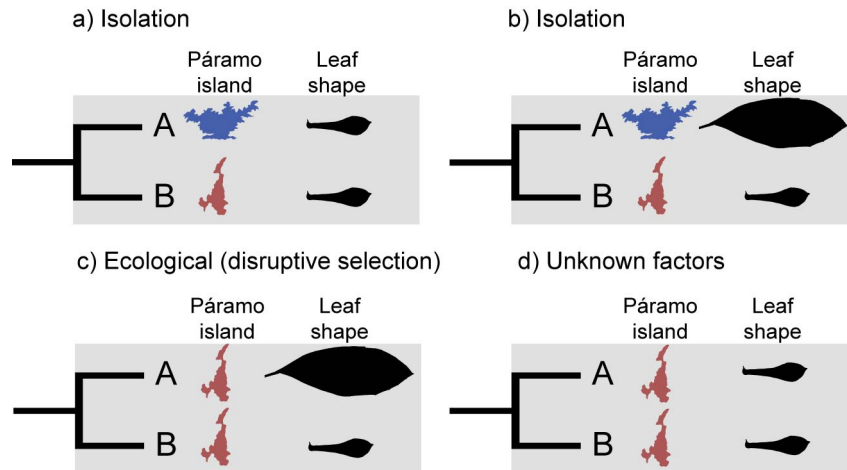 a) Isolation
Páramo island
Leaf shape
A
B
b) Isolation
Páramo island
Leaf shape
A
B
c) Ecological (disruptive selection)
Páramo island
Leaf shape
A
B
d) Unknown factors
Páramo island
Leaf shape
A
B